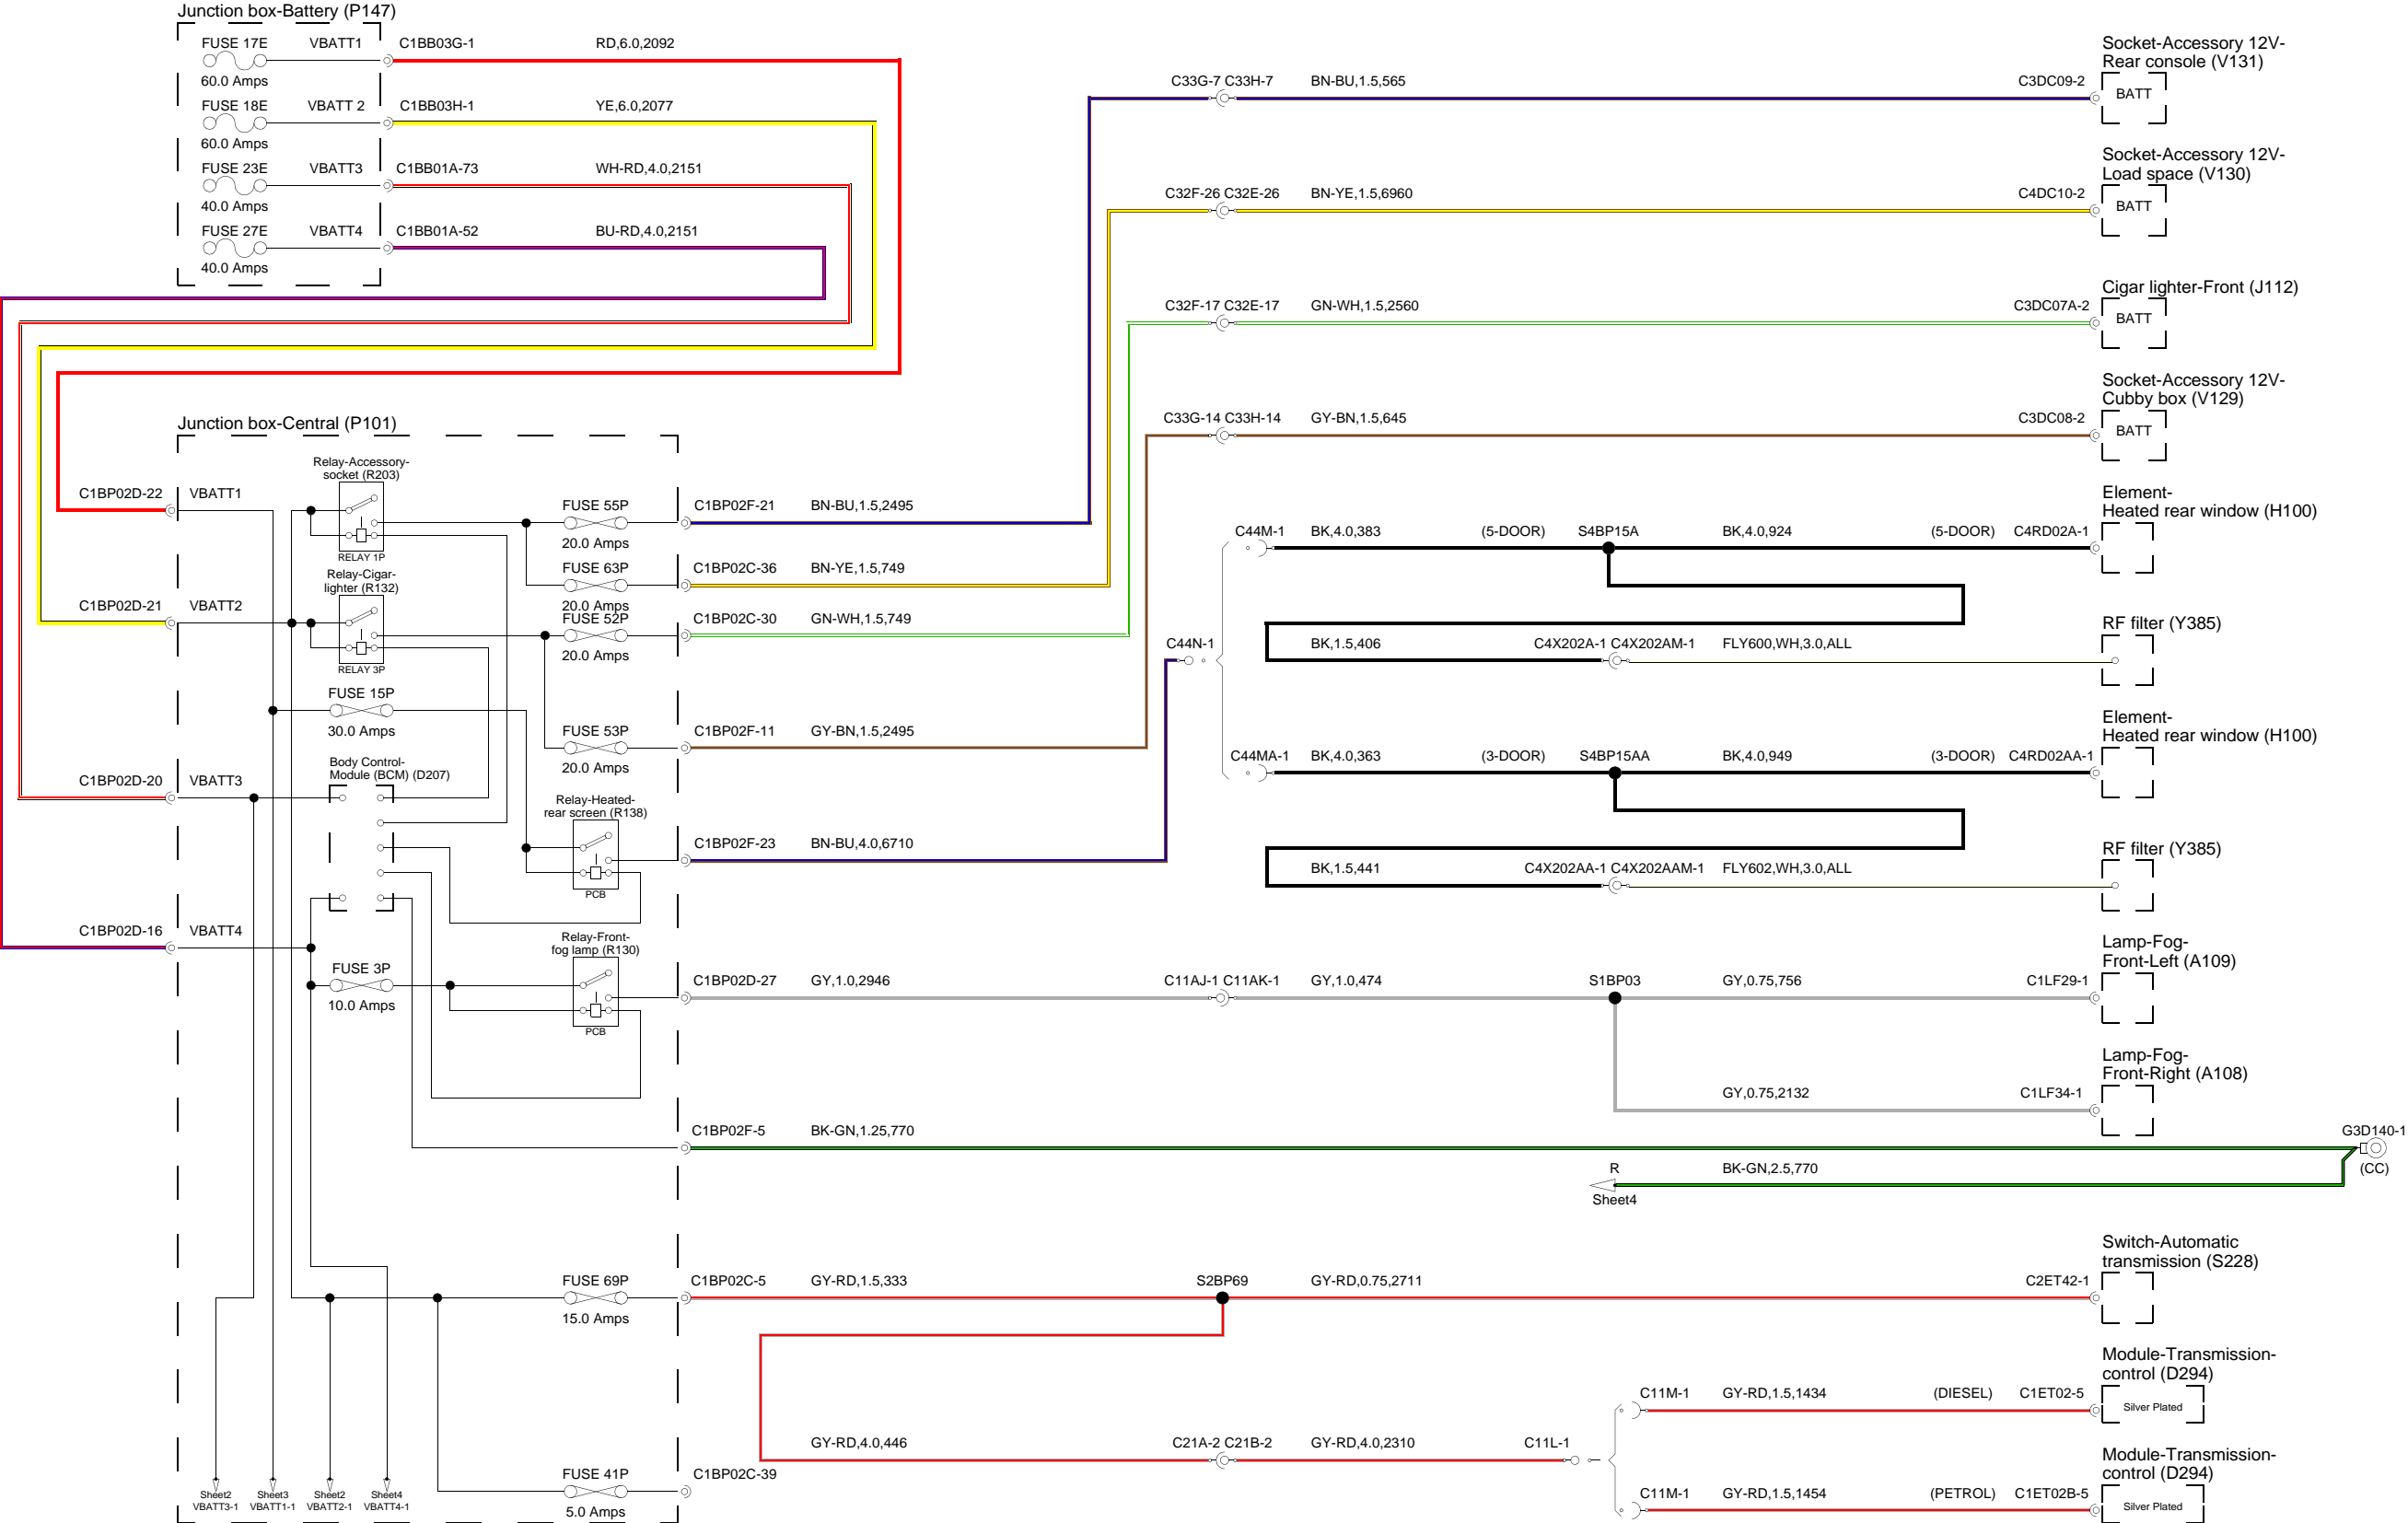 Junction box-Battery (P147)
FUSE 17E VBATT1 C1BB03G-1 RD,6.0,2092
60.0 Amps
FUSE 18E VBATT 2 C1BB03H-1 YE,6.0,2077
60.0 Amps
FUSE 23E VBATT3 C1BB01A-73 WH-RD,4.0,2151
40.0 Amps
FUSE 27E VBATT4 C1BB01A-52 BU-RD,4.0,2151
40.0 Amps
Socket-Accessory 12V-
Rear console (V131)
C33G-7 C33H-7 BN-BU,1.5,565 C3DC09-2 BATT
Socket-Accessory 12V-
Load space (V130)
C32F-26 C32E-26 BN-YE,1.5,6960 C4DC10-2 BATT
Cigar lighter-Front (J112)
C32F-17 C32E-17 GN-WH,1.5,2560 C3DC07A-2 BATT
Socket-Accessory 12V-
Cubby box (V129)
C33G-14 C33H-14 GY-BN,1.5,645 C3DC08-2 BATT
Junction box-Central (P101)
Relay-Accessory-
socket (R203)
C1BP02D-22 VBATT1
RELAY 1P
FUSE 55P C1BP02F-21 BN-BU,1.5,2495
20.0 Amps
FUSE 63P C1BP02C-36 BN-YE,1.5,749
20.0 Amps
Relay-Cigar-
lighter (R132)
C1BP02D-21 VBATT2
RELAY 3P
FUSE 52P C1BP02C-30 GN-WH,1.5,749
20.0 Amps
FUSE 15P
30.0 Amps
FUSE 53P C1BP02F-11 GY-BN,1.5,2495
20.0 Amps
Body Control-
Module (BCM) (D207)
C1BP02D-20 VBATT3
Relay-Heated-
rear screen (R138)
PCB
C1BP02F-23 BN-BU,4.0,6710
C44N-1
Element-
Heated rear window (H100)
C44M-1 BK,4.0,383 (5-DOOR) S4BP15A BK,4.0,924 (5-DOOR) C4RD02A-1
RF filter (Y385)
BK,1.5,406 C4X202A-1 C4X202AM-1 FLY600,WH,3.0,ALL
Element-
Heated rear window (H100)
C44MA-1 BK,4.0,363 (3-DOOR) S4BP15AA BK,4.0,949 (3-DOOR) C4RD02AA-1
RF filter (Y385)
BK,1.5,441 C4X202AA-1 C4X202AAM-1 FLY602,WH,3.0,ALL
C1BP02D-16 VBATT4
FUSE 3P
10.0 Amps
Relay-Front-
fog lamp (R130)
PCB
Lamp-Fog-
Front-Left (A109)
C1BP02D-27 GY,1.0,2946 C11AJ-1 C11AK-1 GY,1.0,474 S1BP03 GY,0.75,756 C1LF29-1
Lamp-Fog-
Front-Right (A108)
GY,0.75,2132 C1LF34-1
C1BP02F-5 BK-GN,1.25,770 G3D140-1
(CC)
R BK-GN,2.5,770
Sheet4
Switch-Automatic
transmission (S228)
FUSE 69P C1BP02C-5 GY-RD,1.5,333 S2BP69 GY-RD,0.75,2711 C2ET42-1
15.0 Amps
Module-Transmission-
control (D294)
C11M-1 GY-RD,1.5,1434 (DIESEL) C1ET02-5 Silver Plated
GY-RD,4.0,446 C21A-2 C21B-2 GY-RD,4.0,2310 C11L-1
Module-Transmission-
control (D294)
C11M-1 GY-RD,1.5,1454 (PETROL) C1ET02B-5 Silver Plated
FUSE 41P C1BP02C-39
5.0 Amps
Sheet2 Sheet3 Sheet2 Sheet4
VBATT3-1 VBATT1-1 VBATT2-1 VBATT4-1